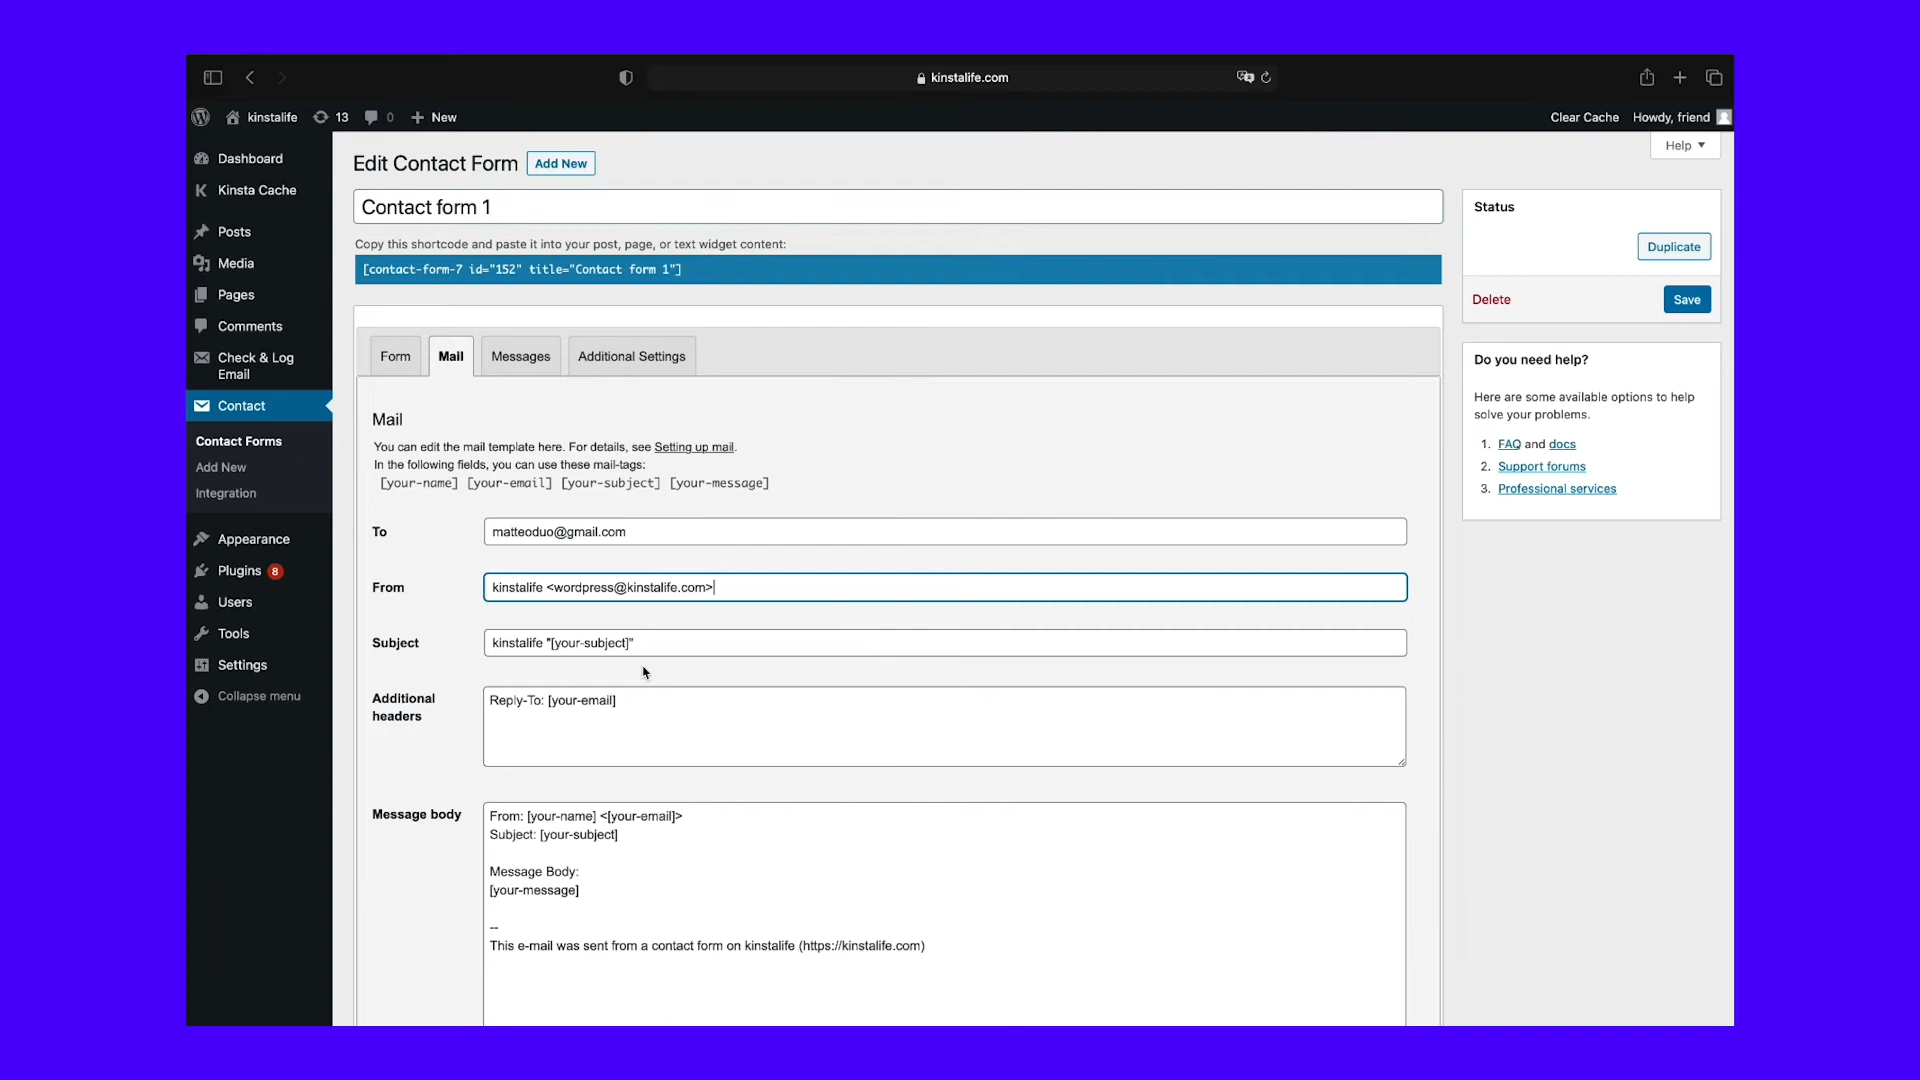 kinstalife.com
kinstalife 13 0 + New
Clear Cache Howdy, friend
Dashboard
Kinsta Cache
Posts
Media
Pages
Comments
Check & Log
Email
Contact
Contact Forms
Add New
Integration
Appearance
Plugins 8
Users
Tools
Settings
Collapse menu
Help
Edit Contact Form Add New
Contact form 1
Copy this shortcode and paste it into your post, page, or text widget content:
[contact-form-7 id="152" title="Contact form 1"]
Form Mail Messages Additional Settings
Mail
You can edit the mail template here. For details, see Setting up mail.
In the following fields, you can use these mail-tags:
[your-name] [your-email] [your-subject] [your-message]
To matteoduo@gmail.com
From kinstalife <wordpress@kinstalife.com>
Subject kinstalife "[your-subject]"
Additional
headers
Reply-To: [your-email]
Message body
From: [your-name] <[your-email]>
Subject: [your-subject]
Message Body:
[your-message]
--
This e-mail was sent from a contact form on kinstalife (https://kinstalife.com)
Status
Duplicate
Delete Save
Do you need help?
Here are some available options to help
solve your problems.
1. FAQ and docs
2. Support forums
3. Professional services